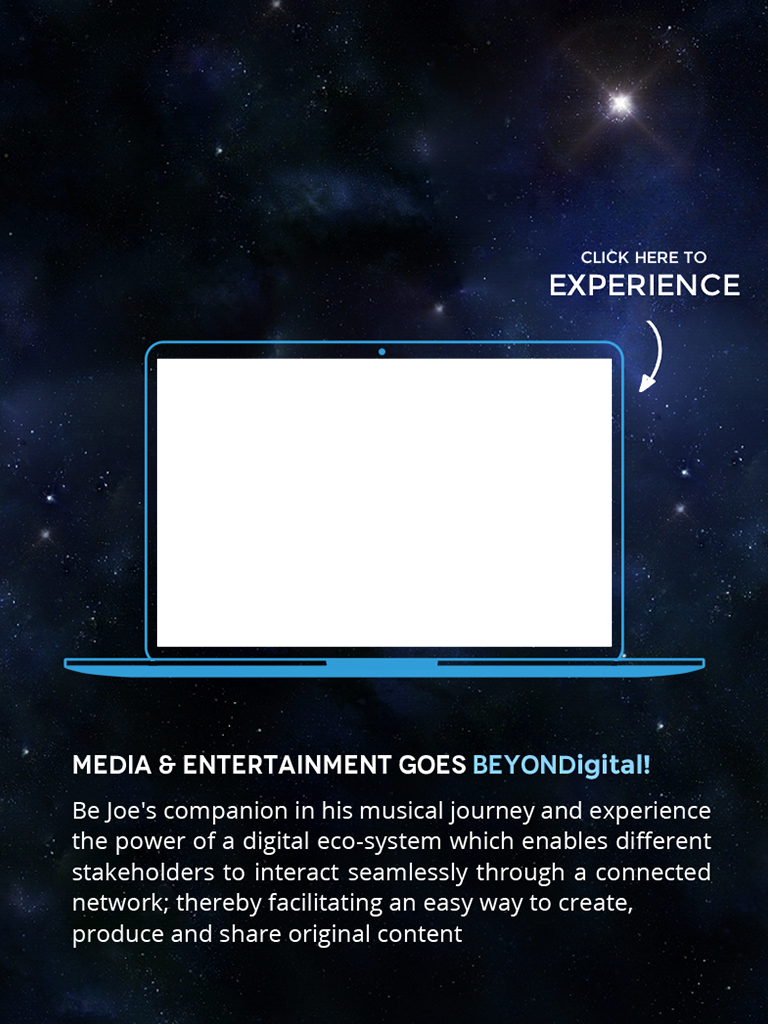 CLICK HERE TO
EXPERIENCE
MEDIA & ENTERTAINMENT GOES BEYONDigital!
Be Joe's companion in his musical journey and experience
the power of a digital eco-system which enables different
stakeholders to interact seamlessly through a connected
network; thereby facilitating an easy way to create,
produce and share original content